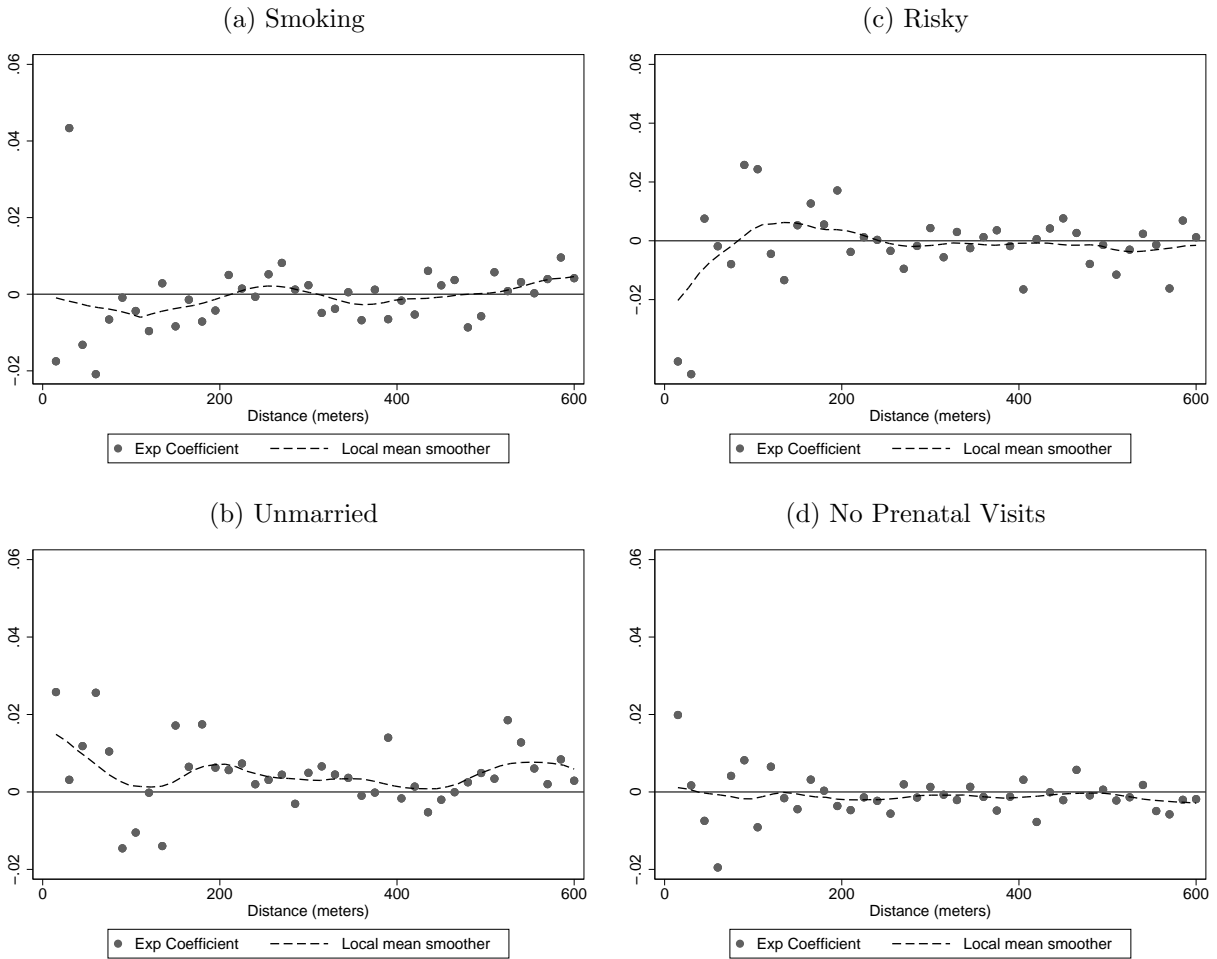 (a) Smoking
.06
.04
.02
0
-.02
0 200 400 600
Distance (meters)
Exp Coefficient Local mean smoother
(c) Risky
.06
.04
.02
0
-.02
0 200 400 600
Distance (meters)
Exp Coefficient Local mean smoother
(b) Unmarried
.06
.04
.02
0
-.02
0 200 400 600
Distance (meters)
Exp Coefficient Local mean smoother
(d) No Prenatal Visits
.06
.04
.02
0
-.02
0 200 400 600
Distance (meters)
Exp Coefficient Local mean smoother